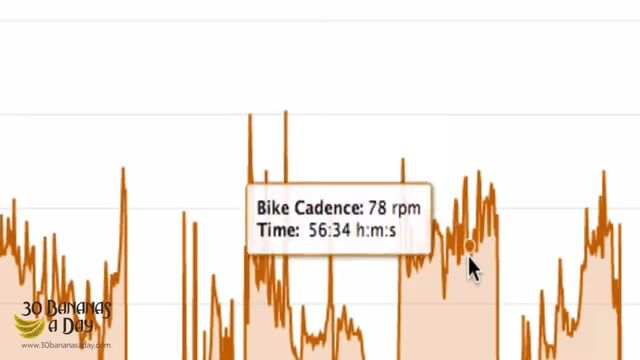 Bike Cadence: 78 rpm
Time: 56:34 h:m:s
30 BANANAS
A DAY
www.30bananasaday.com